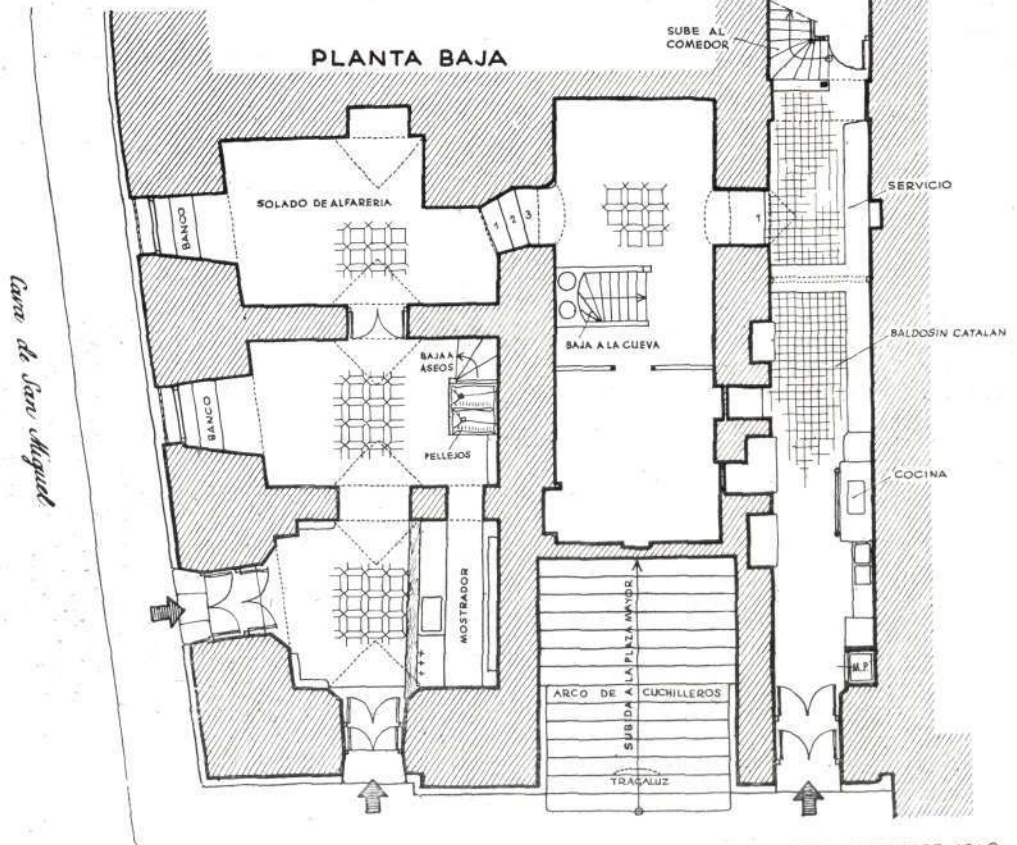 SUBE AL
COMEDOR
PLANTA BAJA
SERVICIO
SOLADO DE ALFARERIA
BANCO
1
2
3
1
BALDOSIN CATALAN
BAJA A LA CUEVA
BAJA A
ASEOS
BANCO
PELLEJOS
COCINA
Cava de San Miguel
MOSTRADOR
SUBIDA A LA PLAZA MAYOR
M.P.
ARCO DE CUCHILLEROS
TRAGALUZ